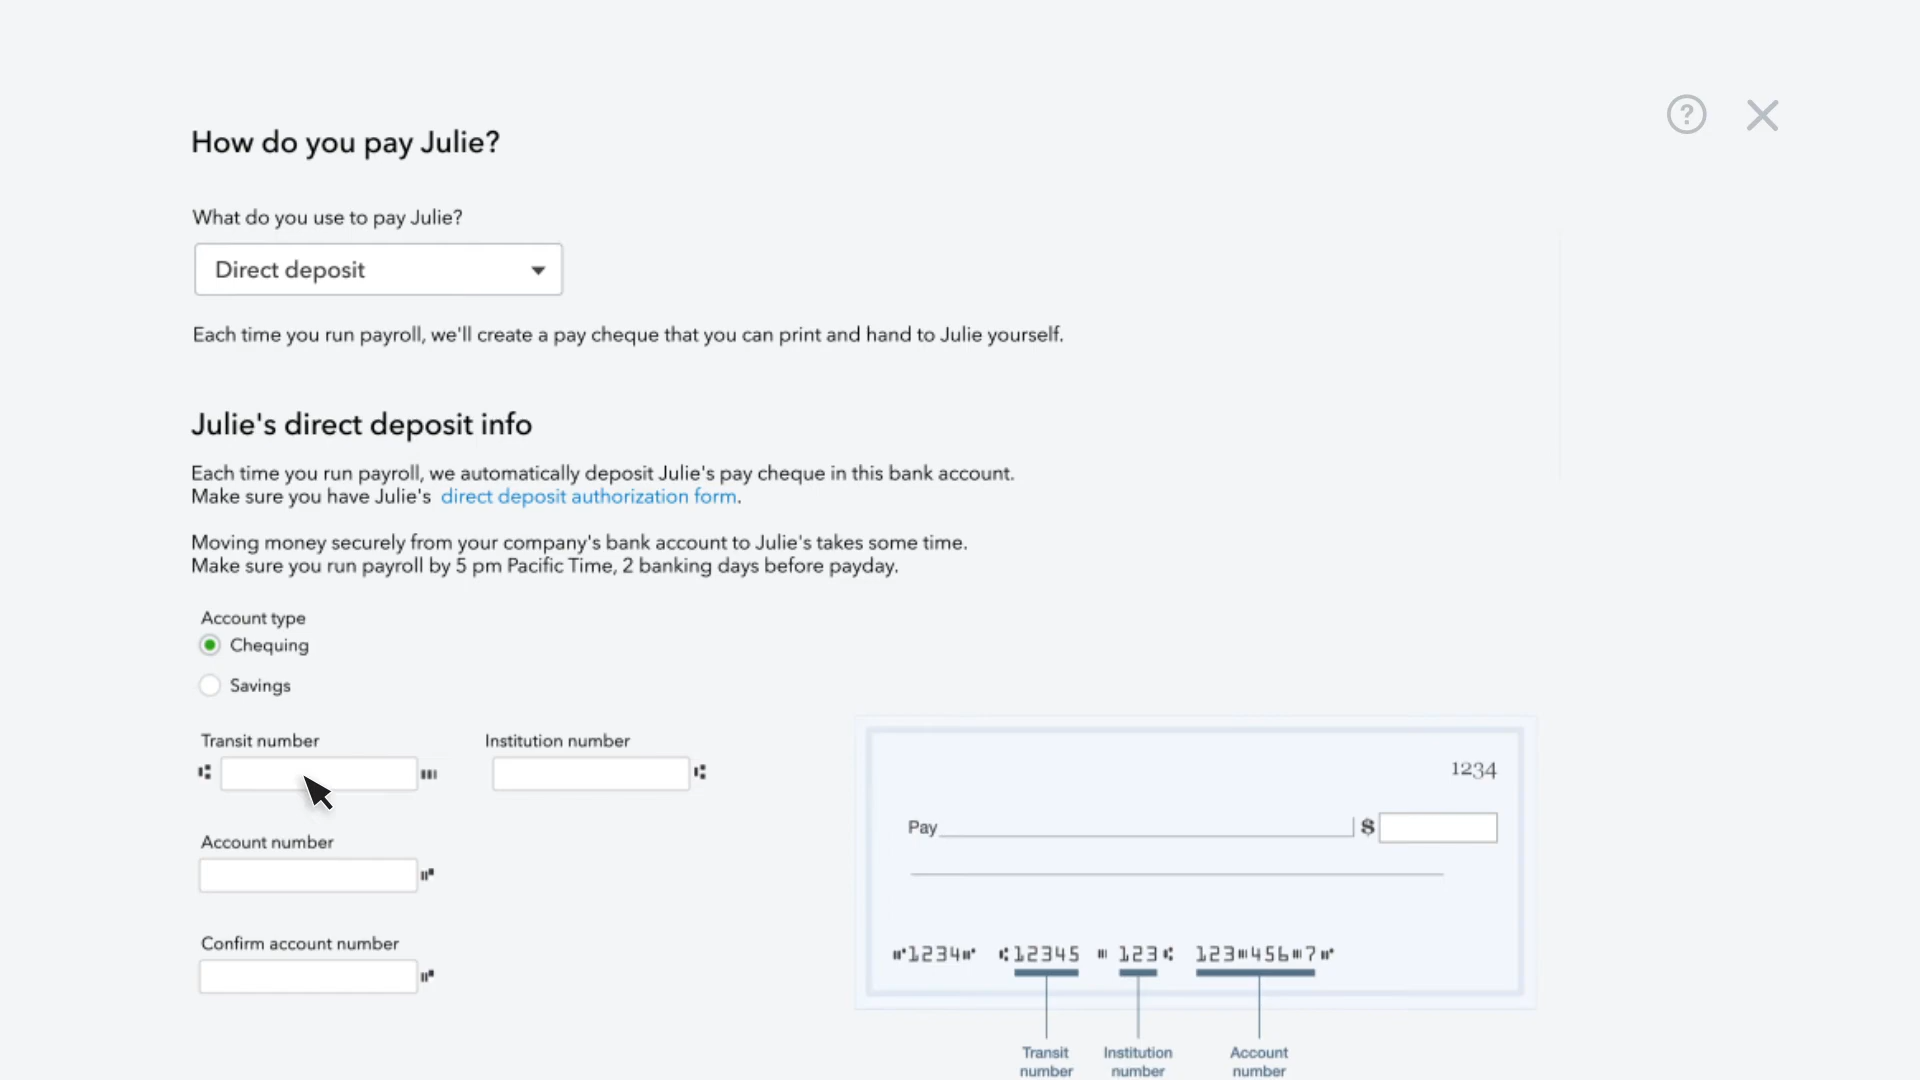 ?
How do you pay Julie?
What do you use to pay Julie?
Direct deposit
Each time you run payroll, we'll create a pay cheque that you can print and hand to Julie yourself.
Julie's direct deposit info
Each time you run payroll, we automatically deposit Julie's pay cheque in this bank account.
Make sure you have Julie's direct deposit authorization form.
Moving money securely from your company's bank account to Julie's takes some time.
Make sure you run payroll by 5 pm Pacific Time, 2 banking days before payday.
Account type
Chequing
Savings
Transit number Institution number
⑆ ⑈ ⑆
Account number
⑈
Confirm account number
⑈
1234
Pay $
⑈1234⑈ ⑆12345 ⑉ 123⑆ 123⑉456⑉7⑈
Transit number
Institution number
Account number